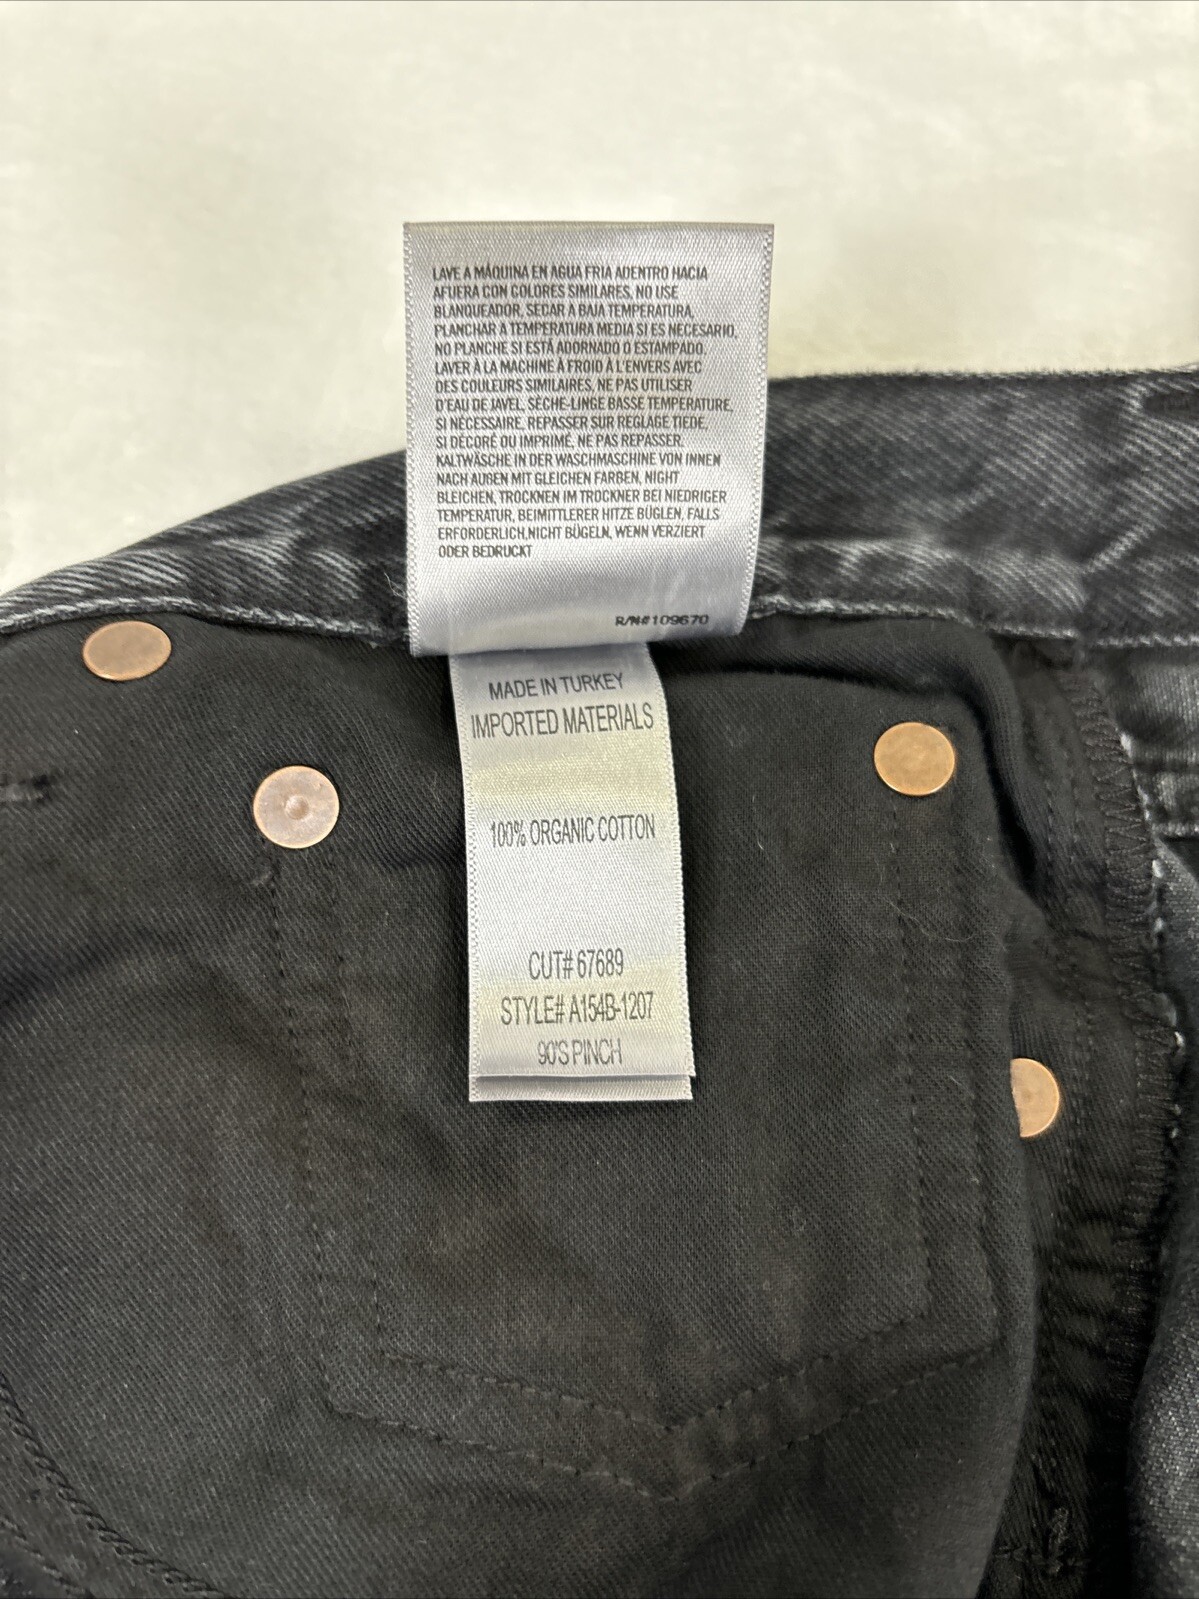 LAVE A MÁQUINA EN AGUA FRIA ADENTRO HACIA
AFUERA CON COLORES SIMILARES, NO USE
BLANQUEADOR, SECAR A BAJA TEMPERATURA,
PLANCHAR A TEMPERATURA MEDIA SI ES NECESARIO,
NO PLANCHE SI ESTÁ ADORNADO O ESTAMPADO.
LAVER À LA MACHINE À FROID À L'ENVERS AVEC
DES COULEURS SIMILAIRES, NE PAS UTILISER
D'EAU DE JAVEL, SÈCHE-LINGE BASSE TEMPERATURE,
SI NÉCESSAIRE, REPASSER SUR REGLAGE TIEDE,
SI DÉCORÉ OU IMPRIMÉ, NE PAS REPASSER.
KALTWÄSCHE IN DER WASCHMASCHINE VON INNEN
NACH AUßEN MIT GLEICHEN FARBEN, NIGHT
BLEICHEN, TROCKNEN IM TROCKNER BEI NIEDRIGER
TEMPERATUR, BEIMITTLERER HITZE BÜGLEN, FALLS
ERFORDERLICH,NICHT BÜGELN, WENN VERZIERT
ODER BEDRUCKT
R/N#109670
MADE IN TURKEY
IMPORTED MATERIALS
100% ORGANIC COTTON
CUT# 67689
STYLE# A154B-1207
90'S PINCH